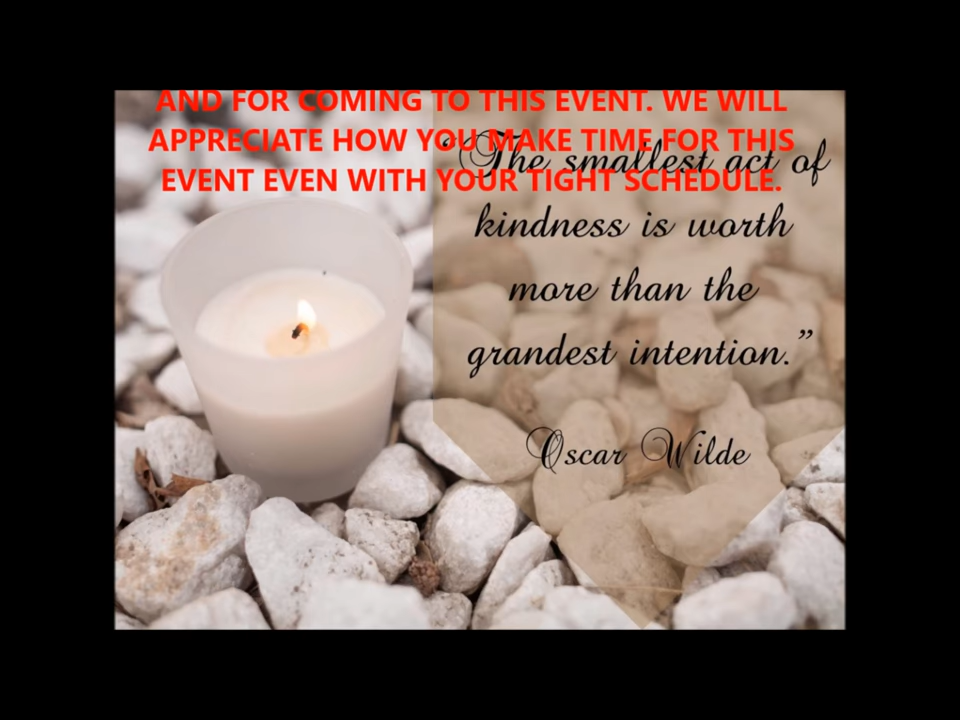 AND FOR COMING TO THIS EVENT. WE WILL
APPRECIATE HOW YOU MAKE TIME FOR THIS
EVENT EVEN WITH YOUR TIGHT SCHEDULE.
“The smallest act of
kindness is worth
more than the
grandest intention.”
Oscar Wilde